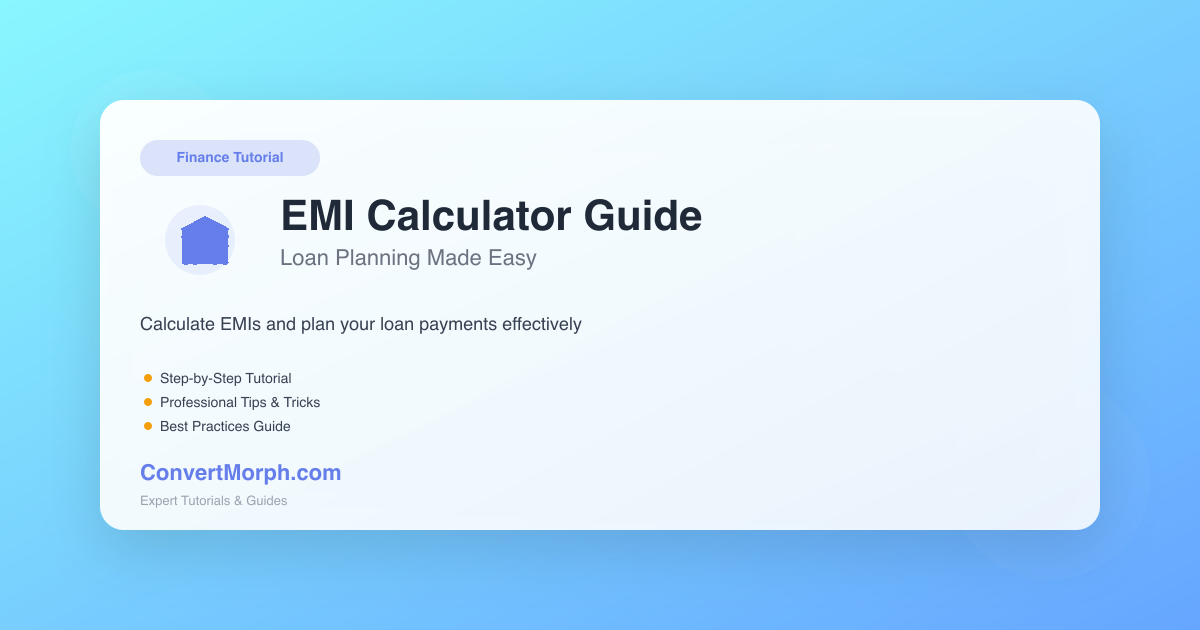 Finance Tutorial
EMI Calculator Guide
Loan Planning Made Easy
Calculate EMIs and plan your loan payments effectively
Step-by-Step Tutorial
Professional Tips & Tricks
Best Practices Guide
ConvertMorph.com
Expert Tutorials & Guides